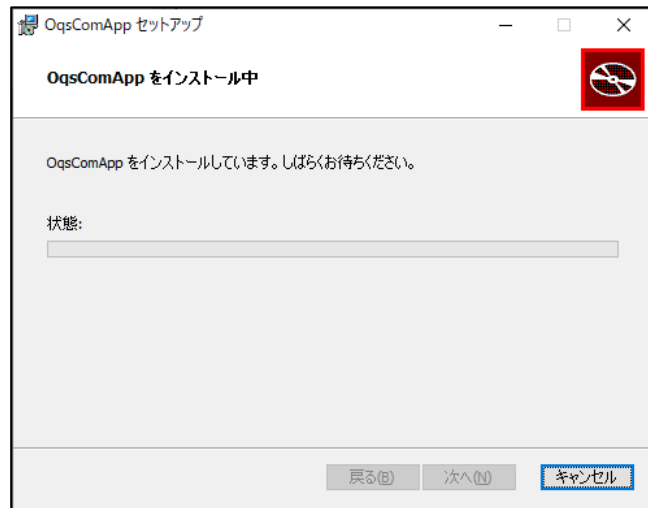 OqsComApp セットアップ
OqsComApp をインストール中
OqsComApp をインストールしています。しばらくお待ちください。
状態:
戻る(B) 次へ(N) キャンセル